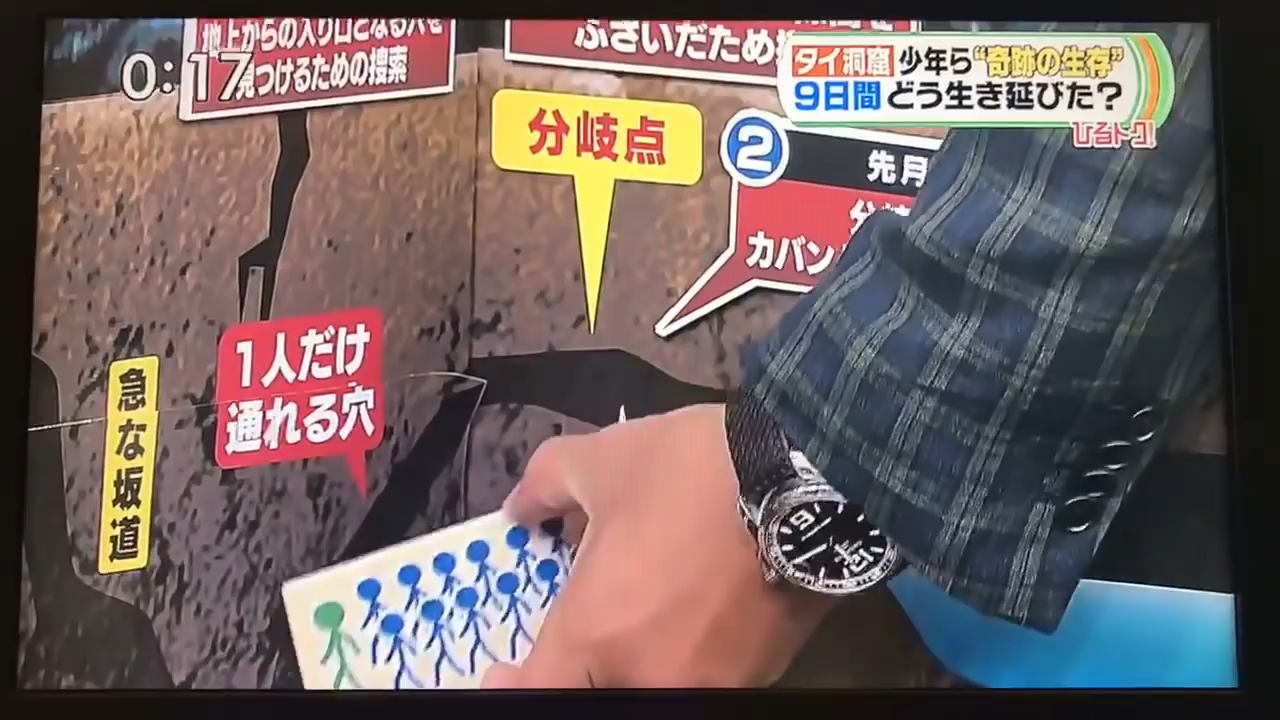 0:17
地上からの入り口となる穴を
見つけるための捜索
ふさいだため
タイ洞窟 少年ら“奇跡の生存”
9日間 どう生き延びた？
ひるトク!
分岐点
2
先月
カバン
1人だけ
通れる穴
急な坂道
9